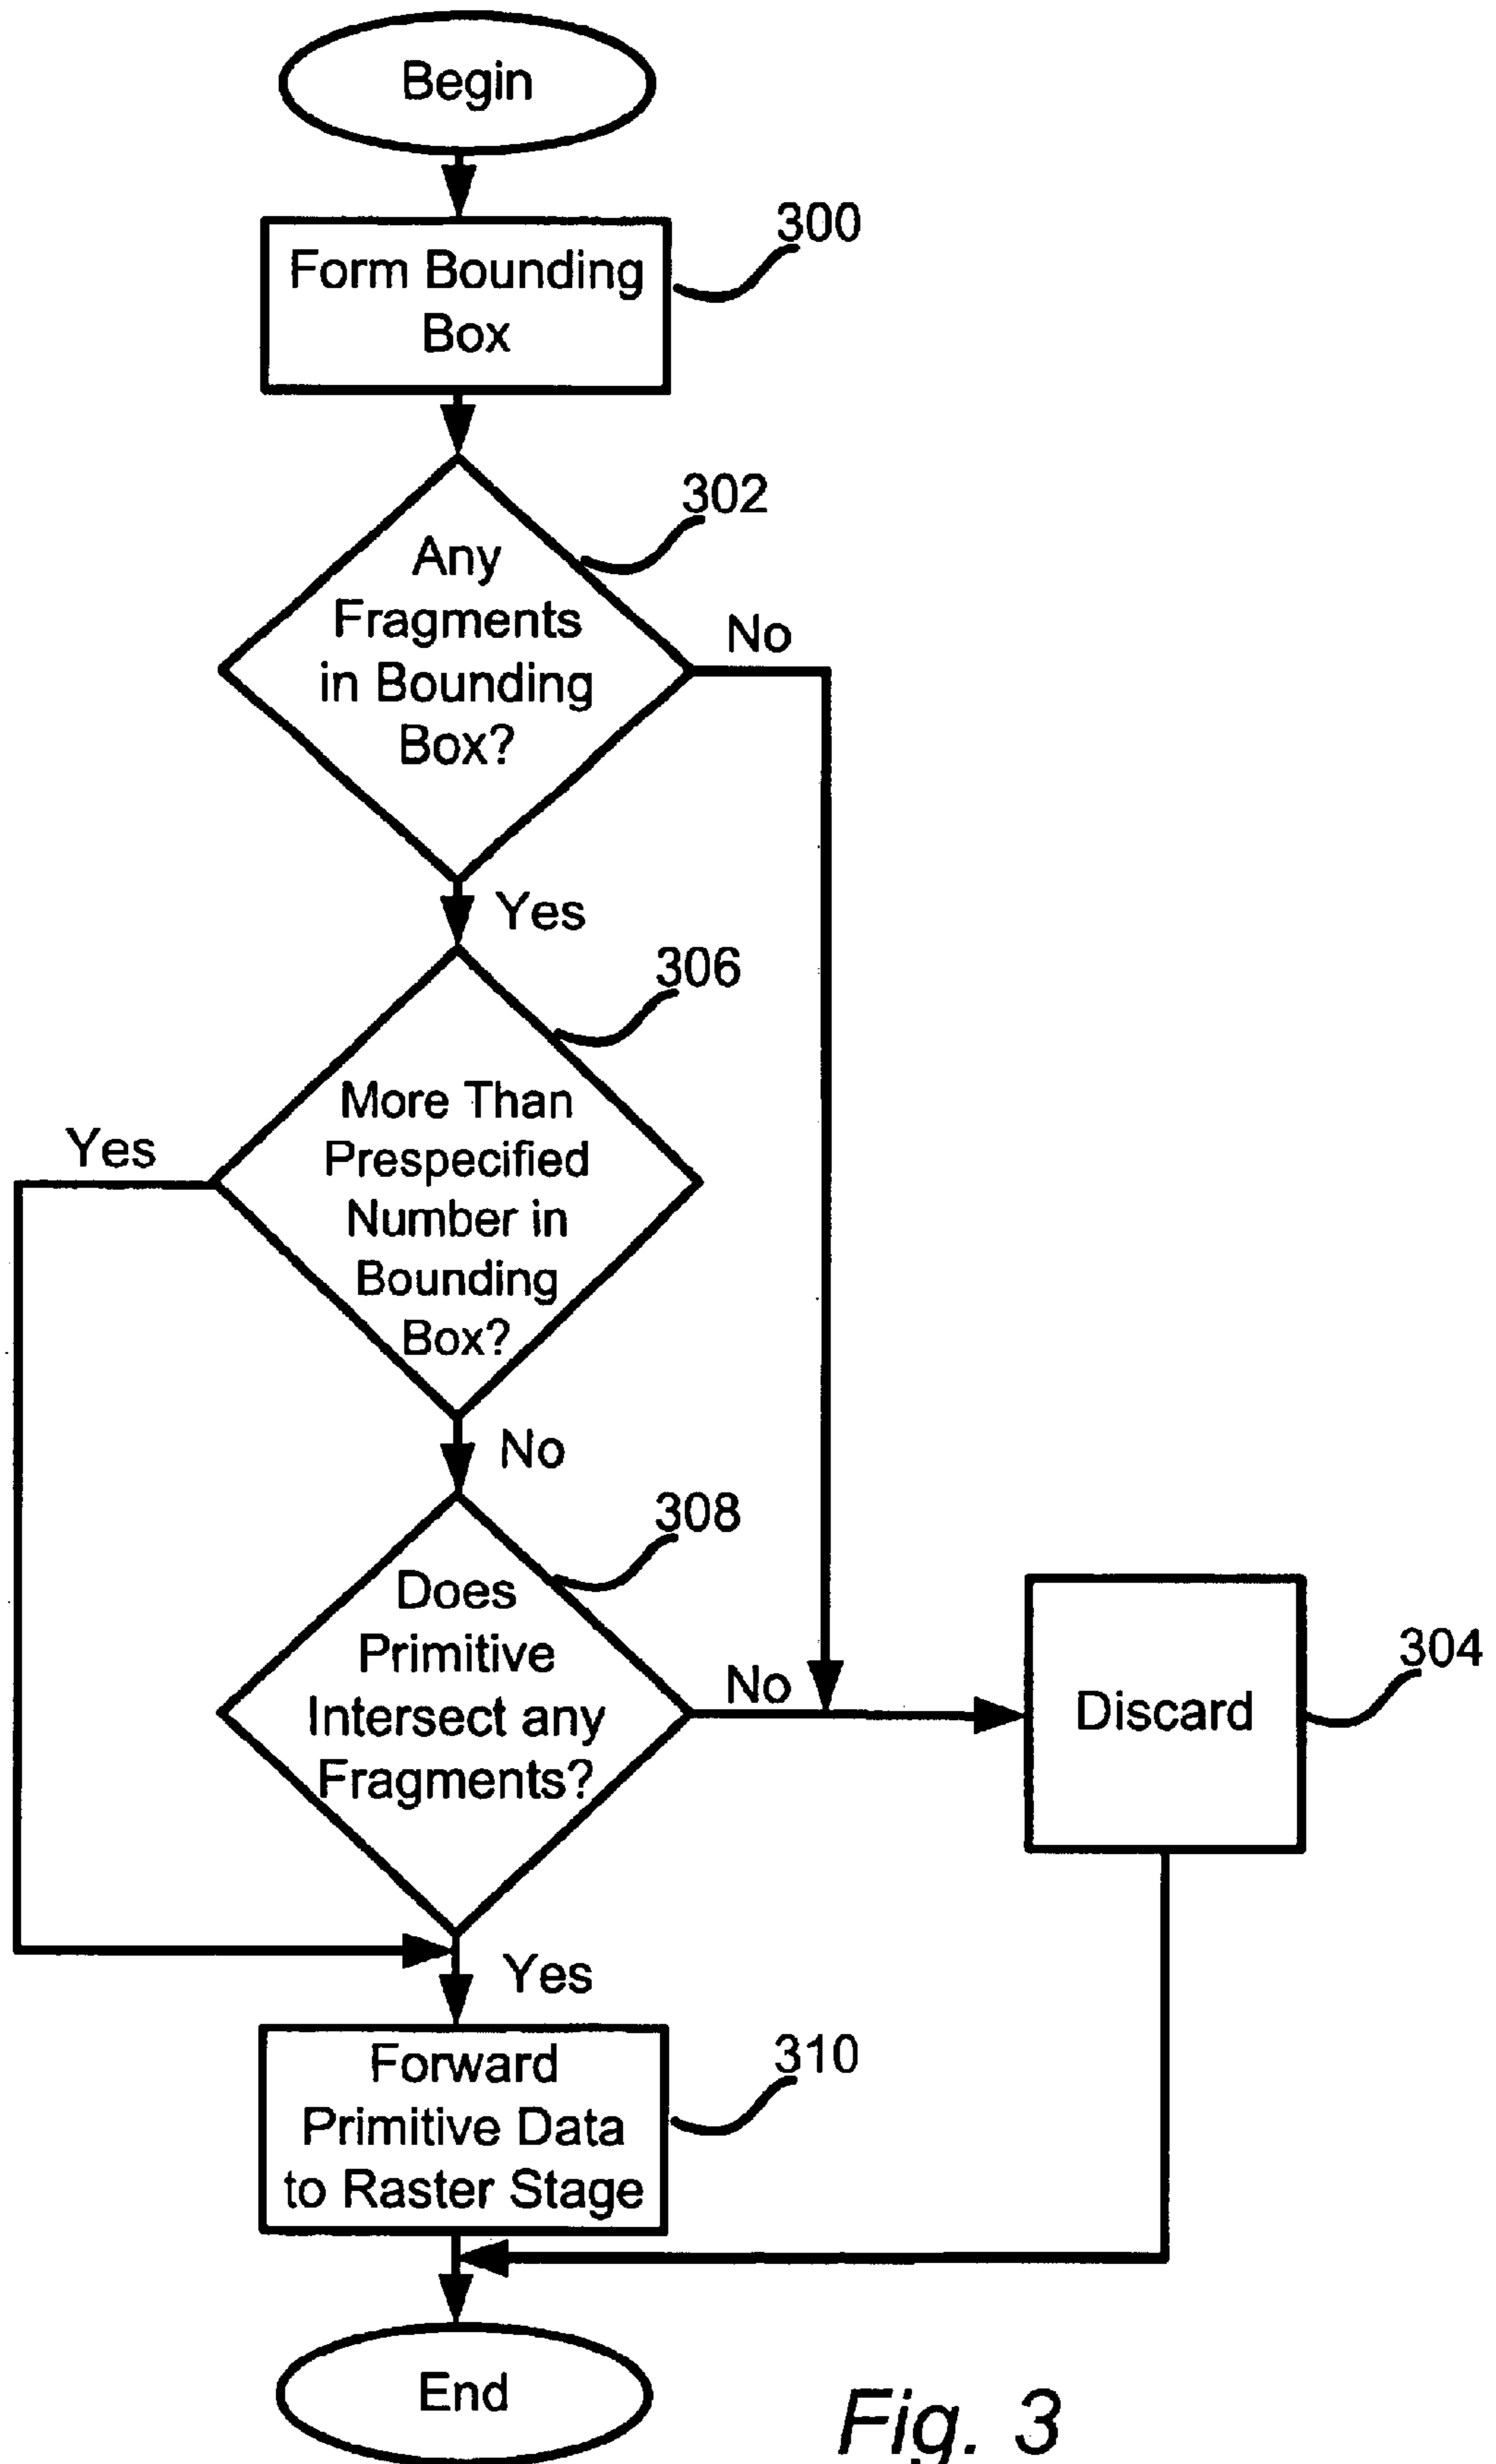 Begin
300
Form Bounding
Box
302
Any
Fragments
in Bounding
Box?
No
Yes
306
More Than
Prespecified
Number in
Bounding
Box?
Yes
No
308
Does
Primitive
Intersect any
Fragments?
No
304
Discard
Yes
310
Forward
Primitive Data
to Raster Stage
End
Fig. 3